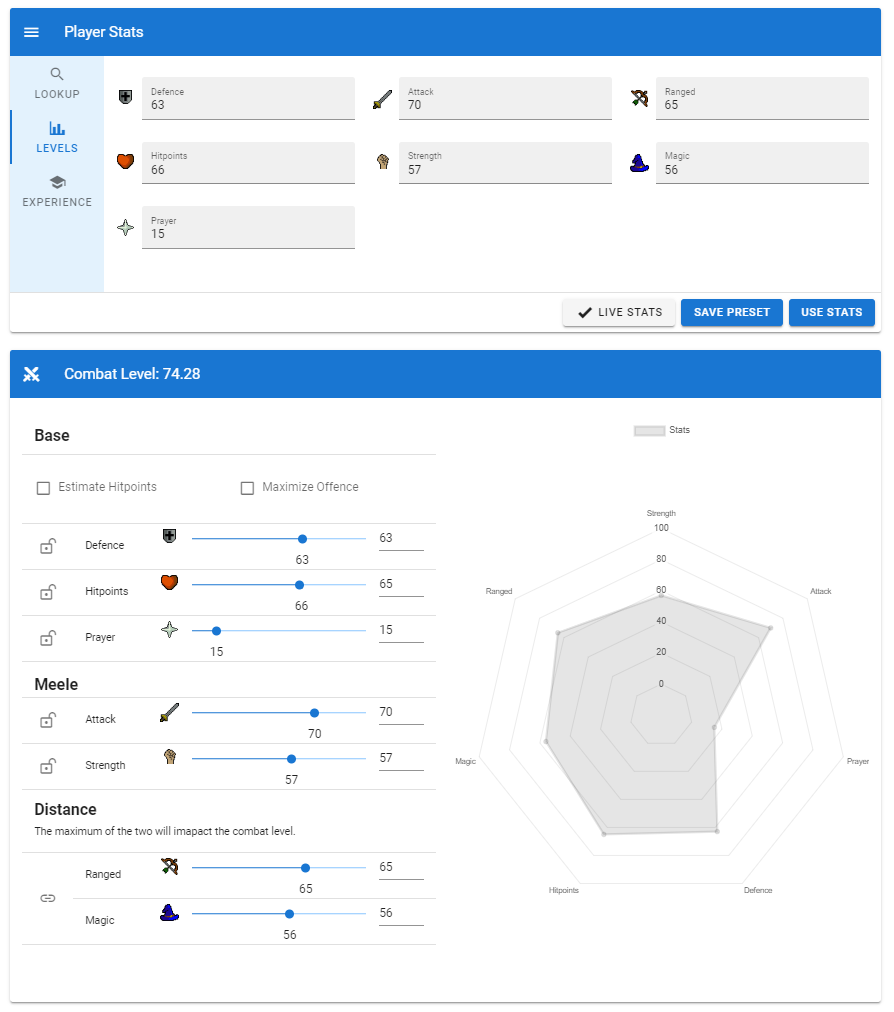 Player Stats
LOOKUP
LEVELS
EXPERIENCE
Defence
63
Attack
70
Ranged
65
Hitpoints
66
Strength
57
Magic
56
Prayer
15
LIVE STATS
SAVE PRESET
USE STATS
Combat Level: 74.28
Base
Estimate Hitpoints
Maximize Offence
Defence
63
63
Hitpoints
65
66
Prayer
15
15
Meele
Attack
70
70
Strength
57
57
Distance
The maximum of the two will imapact the combat level.
Ranged
65
65
Magic
56
56
Stats
Strength
100
80
60
40
20
0
Ranged
Attack
Magic
Prayer
Hitpoints
Defence